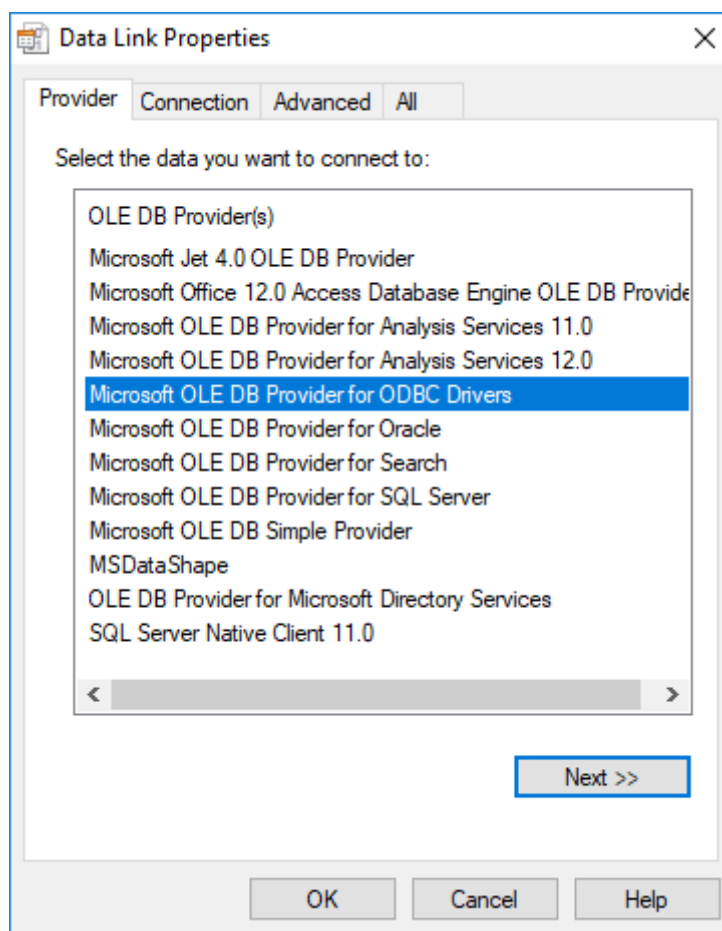 Data Link Properties
Provider Connection Advanced All
Select the data you want to connect to:
OLE DB Provider(s)
Microsoft Jet 4.0 OLE DB Provider
Microsoft Office 12.0 Access Database Engine OLE DB Provide
Microsoft OLE DB Provider for Analysis Services 11.0
Microsoft OLE DB Provider for Analysis Services 12.0
Microsoft OLE DB Provider for ODBC Drivers
Microsoft OLE DB Provider for Oracle
Microsoft OLE DB Provider for Search
Microsoft OLE DB Provider for SQL Server
Microsoft OLE DB Simple Provider
MSDataShape
OLE DB Provider for Microsoft Directory Services
SQL Server Native Client 11.0
Next >>
OK Cancel Help